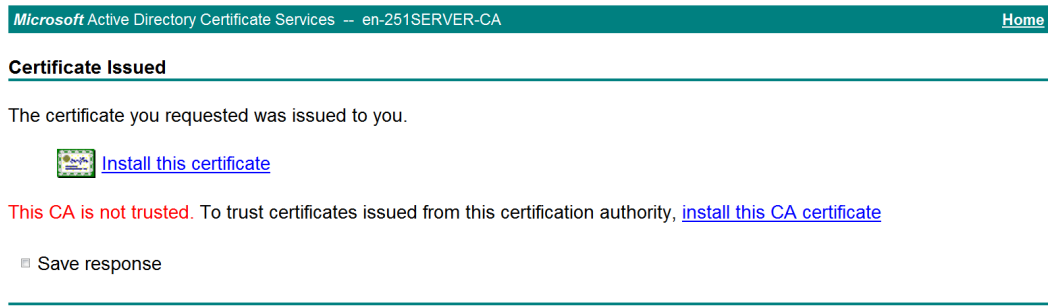 Microsoft Active Directory Certificate Services -- en-251SERVER-CA Home
Certificate Issued
The certificate you requested was issued to you.
Install this certificate
This CA is not trusted. To trust certificates issued from this certification authority, install this CA certificate
Save response